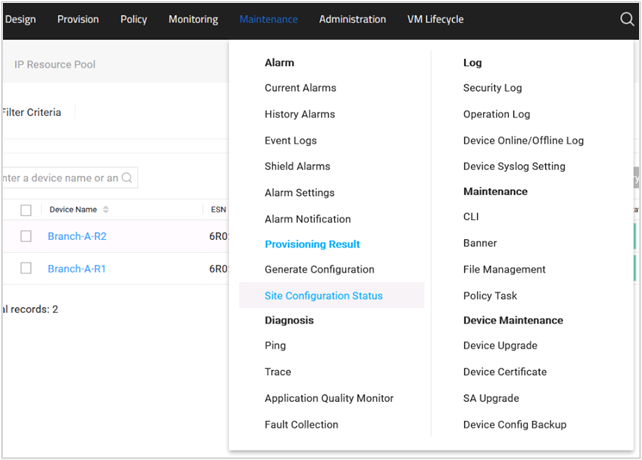 Design Provision Policy Monitoring Maintenance Administration VM Lifecycle
IP Resource Pool
Filter Criteria
enter a device name or an
Device Name ESN
Branch-A-R2 6R0
Branch-A-R1 6R0
records: 2
Alarm
Current Alarms
History Alarms
Event Logs
Shield Alarms
Alarm Settings
Alarm Notification
Provisioning Result
Generate Configuration
Site Configuration Status
Diagnosis
Ping
Trace
Application Quality Monitor
Fault Collection
Log
Security Log
Operation Log
Device Online/Offline Log
Device Syslog Setting
Maintenance
CLI
Banner
File Management
Policy Task
Device Maintenance
Device Upgrade
Device Certificate
SA Upgrade
Device Config Backup